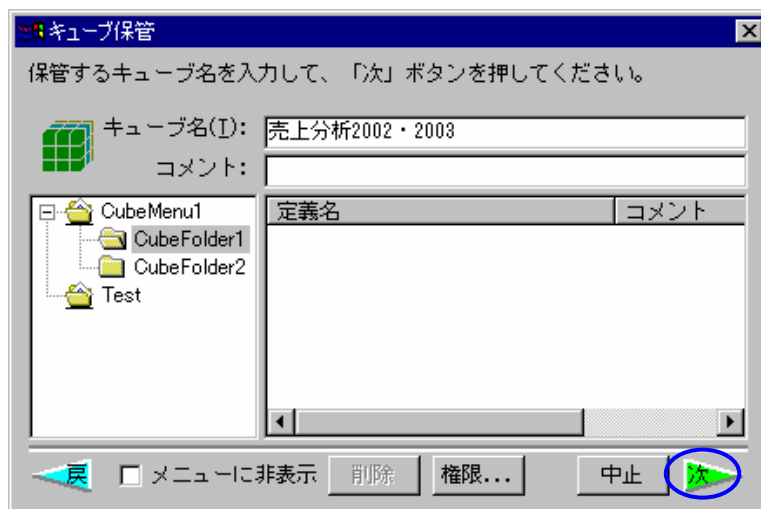 キューブ保管
保管するキューブ名を入力して、「次」ボタンを押してください。
キューブ名(I): 売上分析2002・2003
コメント:
CubeMenu1
CubeFolder1
CubeFolder2
Test
定義名 コメント
戻 メニューに非表示 削除 権限... 中止 次